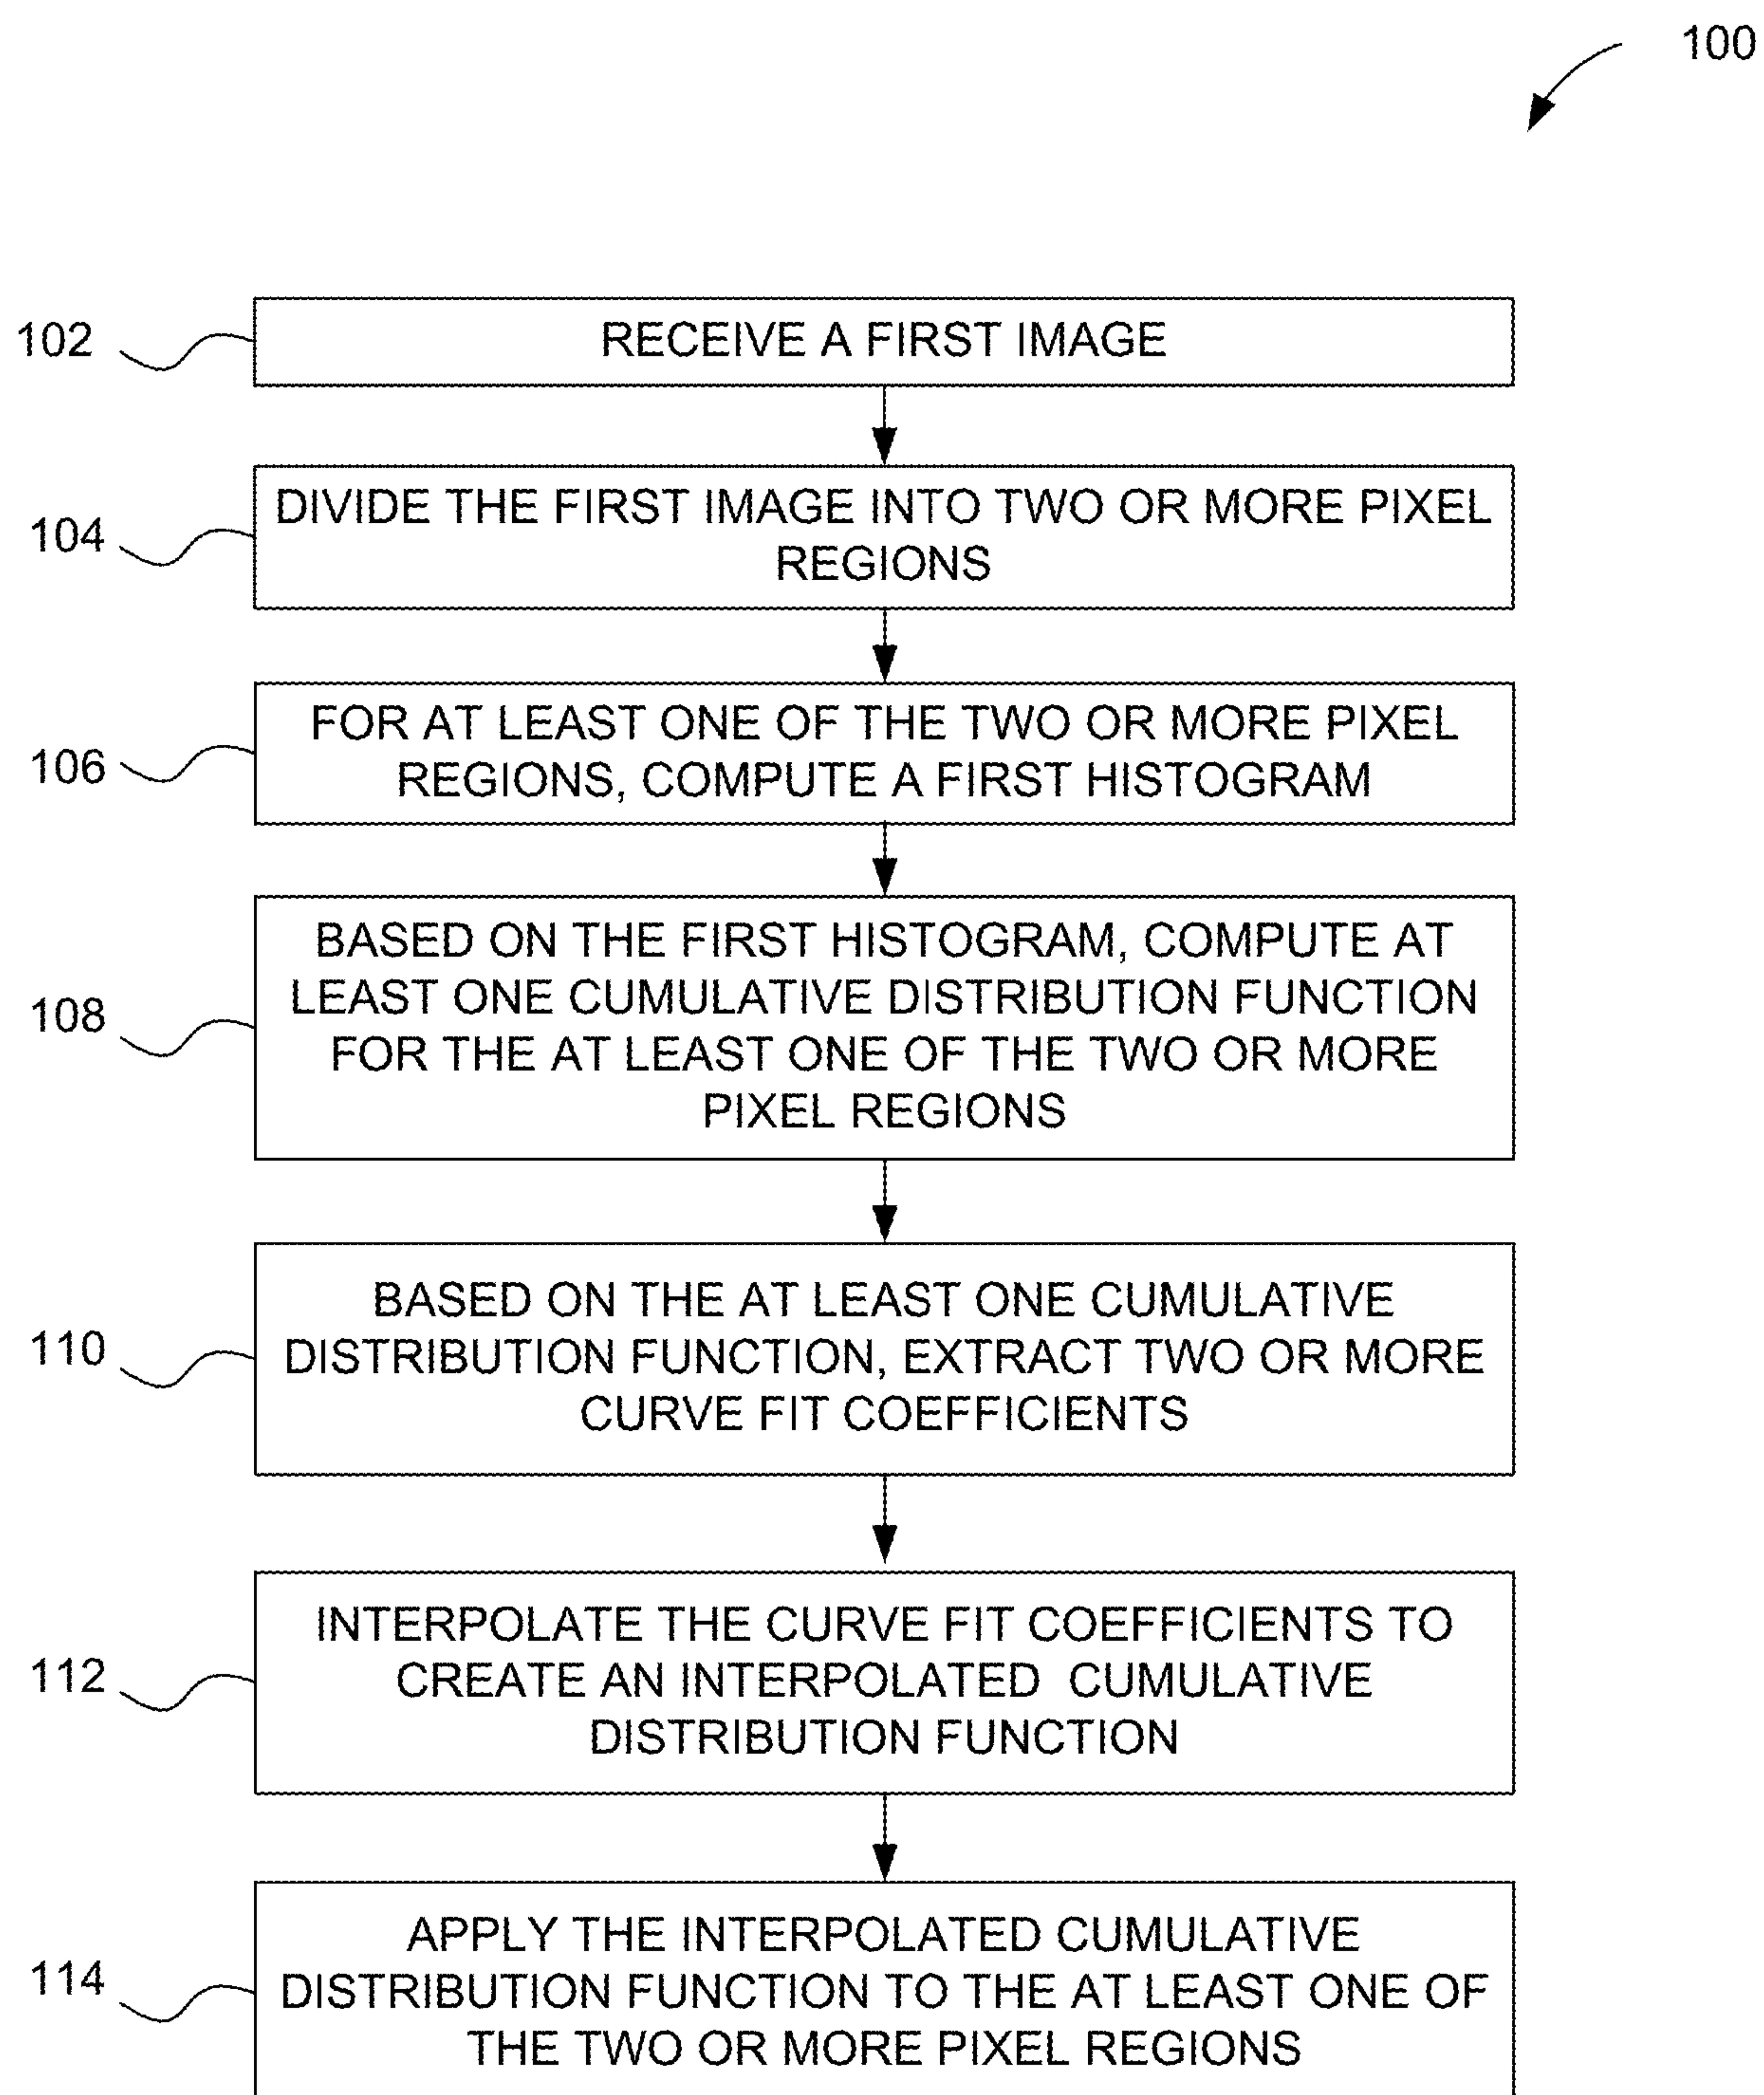 100
102
RECEIVE A FIRST IMAGE
104
DIVIDE THE FIRST IMAGE INTO TWO OR MORE PIXEL
REGIONS
106
FOR AT LEAST ONE OF THE TWO OR MORE PIXEL
REGIONS, COMPUTE A FIRST HISTOGRAM
108
BASED ON THE FIRST HISTOGRAM, COMPUTE AT
LEAST ONE CUMULATIVE DISTRIBUTION FUNCTION
FOR THE AT LEAST ONE OF THE TWO OR MORE
PIXEL REGIONS
110
BASED ON THE AT LEAST ONE CUMULATIVE
DISTRIBUTION FUNCTION, EXTRACT TWO OR MORE
CURVE FIT COEFFICIENTS
112
INTERPOLATE THE CURVE FIT COEFFICIENTS TO
CREATE AN INTERPOLATED CUMULATIVE
DISTRIBUTION FUNCTION
114
APPLY THE INTERPOLATED CUMULATIVE
DISTRIBUTION FUNCTION TO THE AT LEAST ONE OF
THE TWO OR MORE PIXEL REGIONS